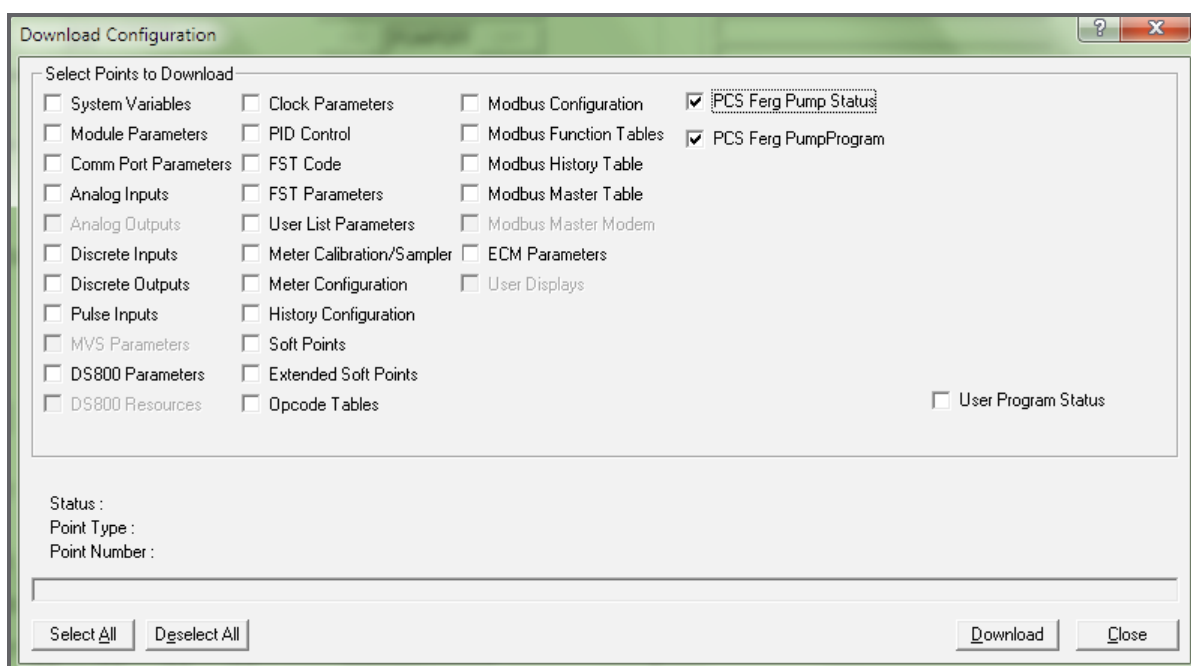 Download Configuration
Select Points to Download
System Variables
Module Parameters
Comm Port Parameters
Analog Inputs
Analog Outputs
Discrete Inputs
Discrete Outputs
Pulse Inputs
MVS Parameters
DS800 Parameters
DS800 Resources
Clock Parameters
PID Control
FST Code
FST Parameters
User List Parameters
Meter Calibration/Sampler
Meter Configuration
History Configuration
Soft Points
Extended Soft Points
Opcode Tables
Modbus Configuration
Modbus Function Tables
Modbus History Table
Modbus Master Table
Modbus Master Modem
ECM Parameters
User Displays
PCS Ferg Pump Status
PCS Ferg PumpProgram
User Program Status
Status :
Point Type :
Point Number :
Select All
Deselect All
Download
Close